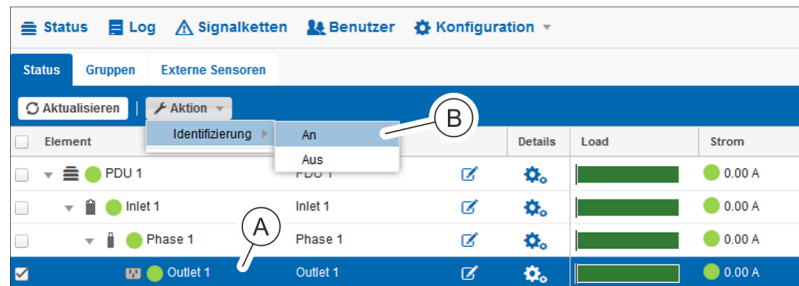 Status Log Signalketten Benutzer Konfiguration
Status Gruppen Externe Sensoren
Aktualisieren | Aktion
Identifizierung An
Aus
B
Element Details Load Strom
PDU 1 PDU 1 0.00 A
Inlet 1 Inlet 1 0.00 A
A
Phase 1 Phase 1 0.00 A
Outlet 1 Outlet 1 0.00 A